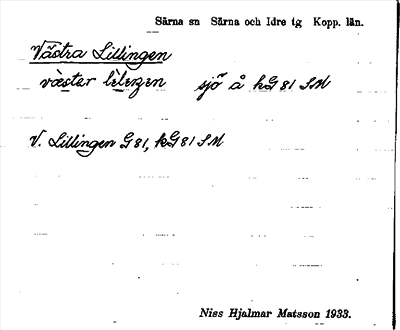 Särna sn Särna och Idre tg Kopp. län.
Västra Lillingen
väster lìlezen sjö å kG 81 SM
V. Lillingen G 81, kG 81 SM
Niss Hjalmar Matsson 1933.